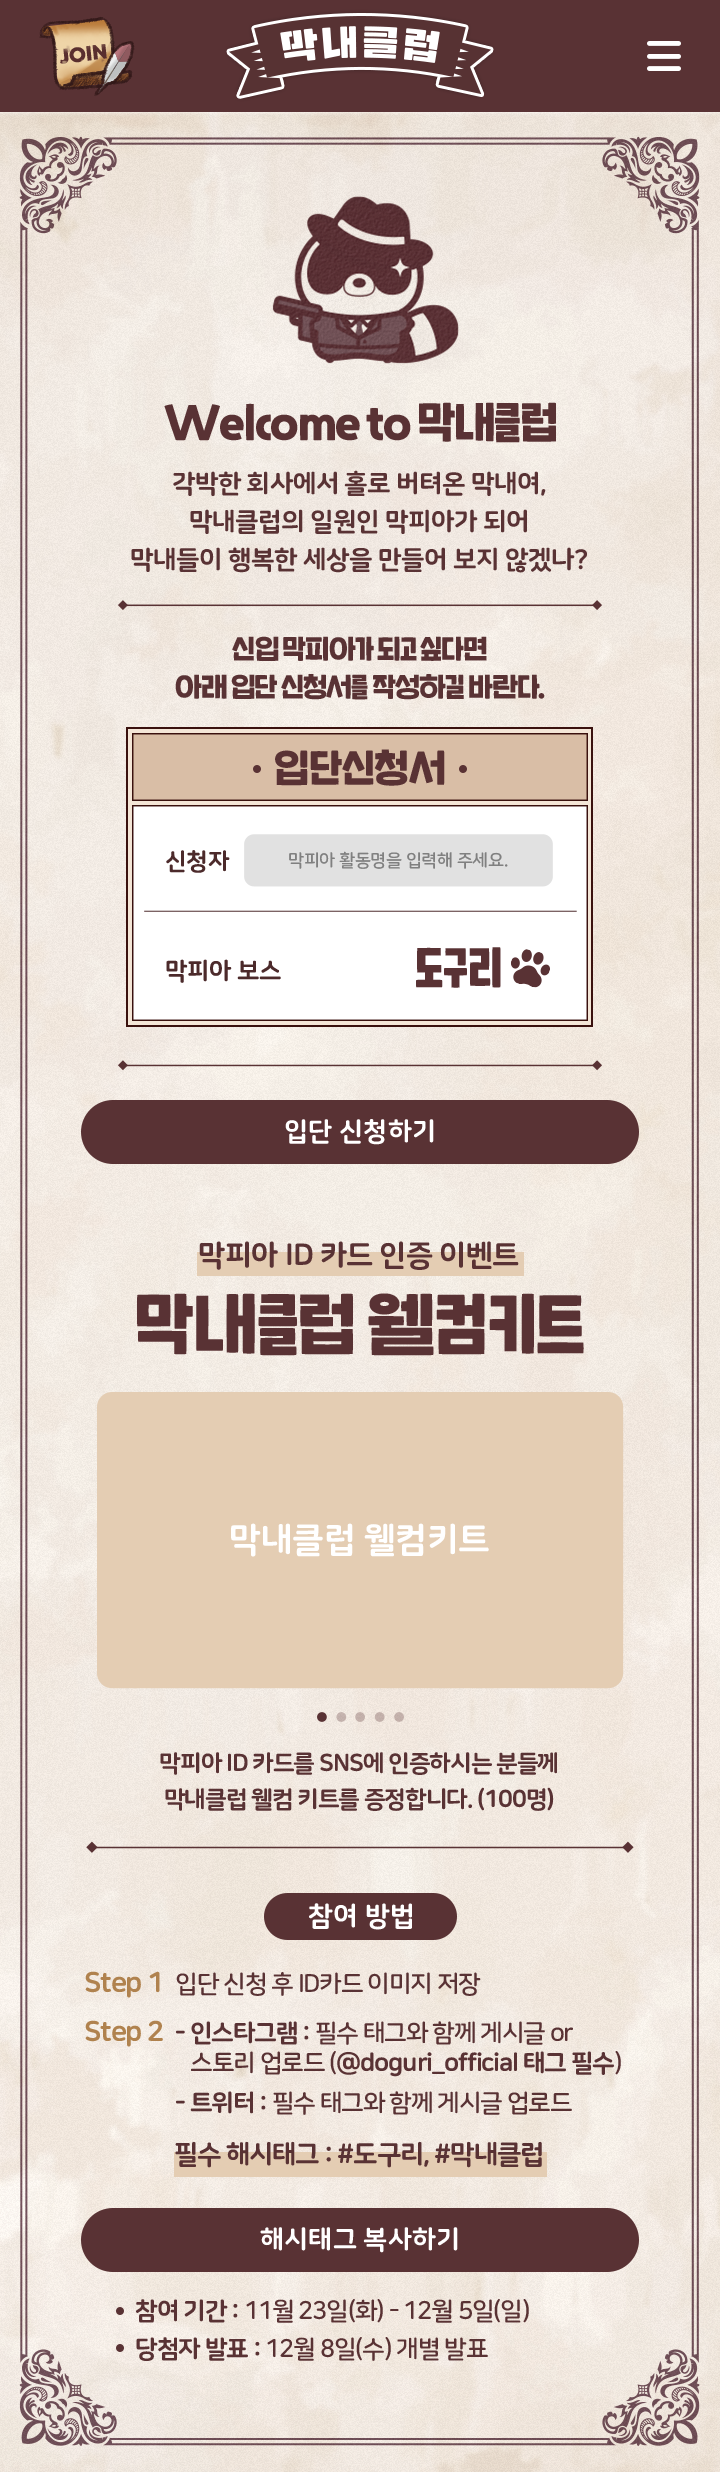 JOIN
막내클럽
Welcome to 막내클럽
각박한 회사에서 홀로 버텨온 막내여,
막내클럽의 일원인 막피아가 되어
막내들이 행복한 세상을 만들어 보지 않겠나?
신입 막피아가 되고 싶다면
아래 입단 신청서를 작성하길 바란다.
• 입단신청서 •
신청자 막피아 활동명을 입력해 주세요.
막피아 보스 도구리
입단 신청하기
막피아 ID 카드 인증 이벤트
막내클럽 웰컴키트
막내클럽 웰컴키트
막피아 ID 카드를 SNS에 인증하시는 분들께
막내클럽 웰컴 키트를 증정합니다. (100명)
참여 방법
Step 1 입단 신청 후 ID카드 이미지 저장
Step 2 - 인스타그램 : 필수 태그와 함께 게시글 or
스토리 업로드 (@doguri_official 태그 필수)
- 트위터 : 필수 태그와 함께 게시글 업로드
필수 해시태그 : #도구리, #막내클럽
해시태그 복사하기
• 참여 기간 : 11월 23일(화) - 12월 5일(일)
• 당첨자 발표 : 12월 8일(수) 개별 발표